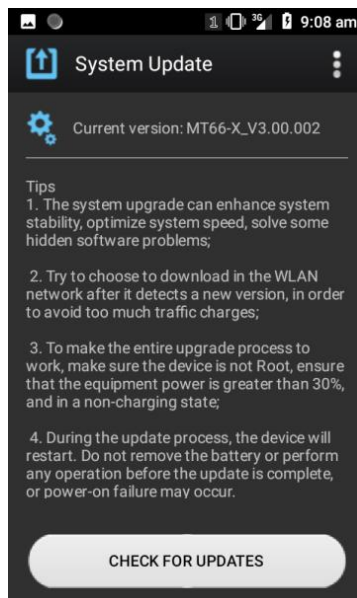 1 3G 9:08 am
System Update
Current version: MT66-X_V3.00.002
Tips
1. The system upgrade can enhance system
stability, optimize system speed, solve some
hidden software problems;
2. Try to choose to download in the WLAN
network after it detects a new version, in order
to avoid too much traffic charges;
3. To make the entire upgrade process to
work, make sure the device is not Root, ensure
that the equipment power is greater than 30%,
and in a non-charging state;
4. During the update process, the device will
restart. Do not remove the battery or perform
any operation before the update is complete,
or power-on failure may occur.
CHECK FOR UPDATES